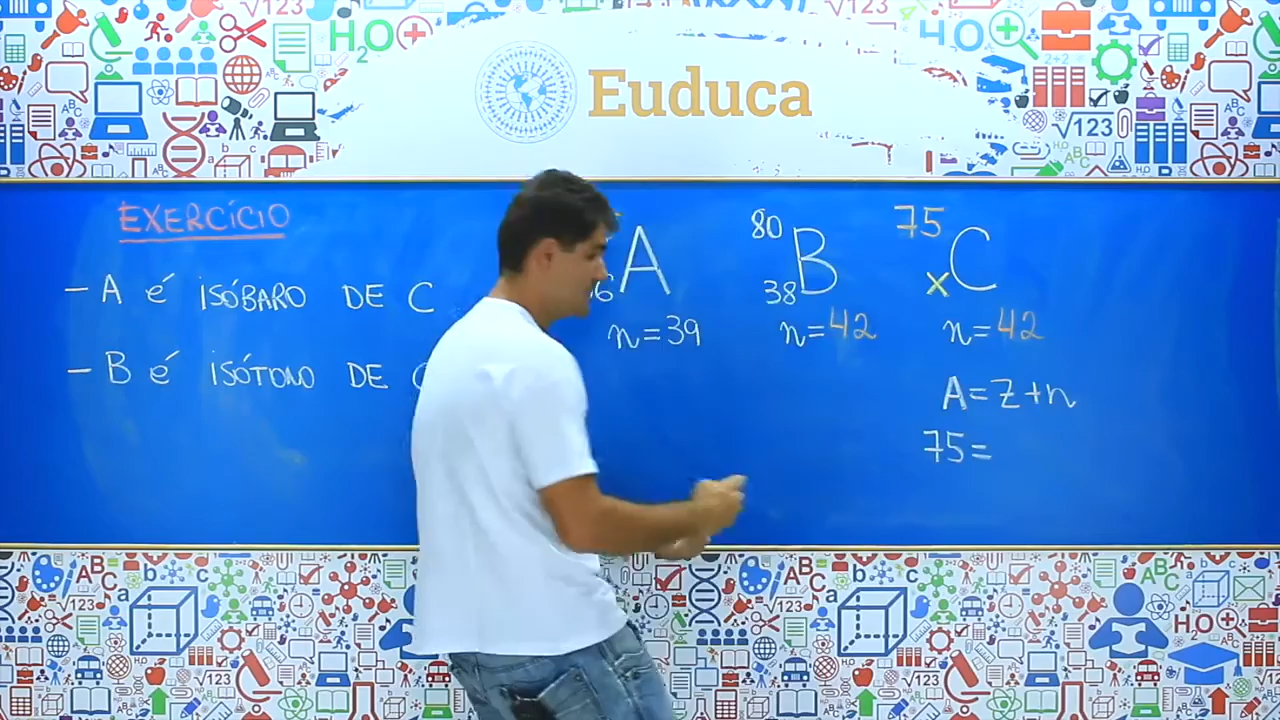 Euduca
EXERCÍCIO
- A é ISÓBARO DE C
- B é ISÓTONO DE
A
n=39
80
38 B
n=42
75
x C
n=42
A=Z+n
75=